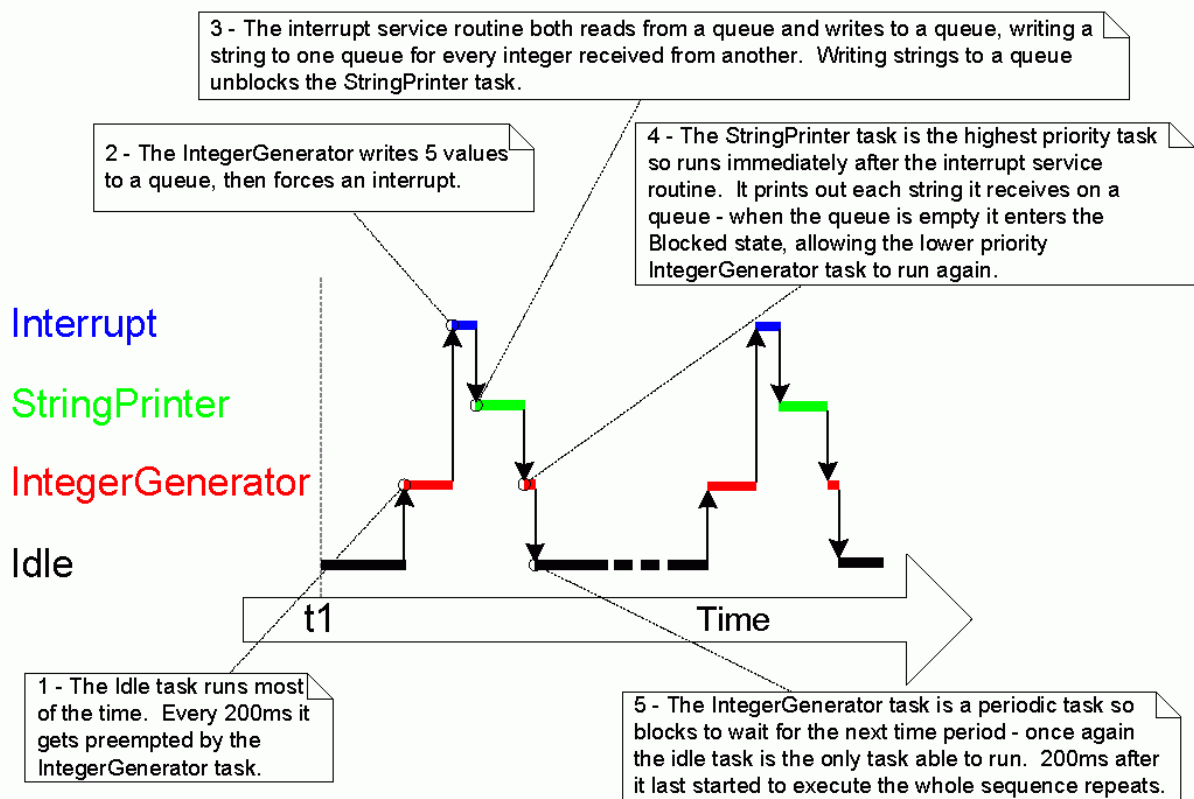 3 - The interrupt service routine both reads from a queue and writes to a queue, writing a
string to one queue for every integer received from another. Writing strings to a queue
unblocks the StringPrinter task.
2 - The IntegerGenerator writes 5 values
to a queue, then forces an interrupt.
4 - The StringPrinter task is the highest priority task
so runs immediately after the interrupt service
routine. It prints out each string it receives on a
queue - when the queue is empty it enters the
Blocked state, allowing the lower priority
IntegerGenerator task to run again.
Interrupt
StringPrinter
IntegerGenerator
Idle
t1
Time
1 - The Idle task runs most
of the time. Every 200ms it
gets preempted by the
IntegerGenerator task.
5 - The IntegerGenerator task is a periodic task so
blocks to wait for the next time period - once again
the idle task is the only task able to run. 200ms after
it last started to execute the whole sequence repeats.